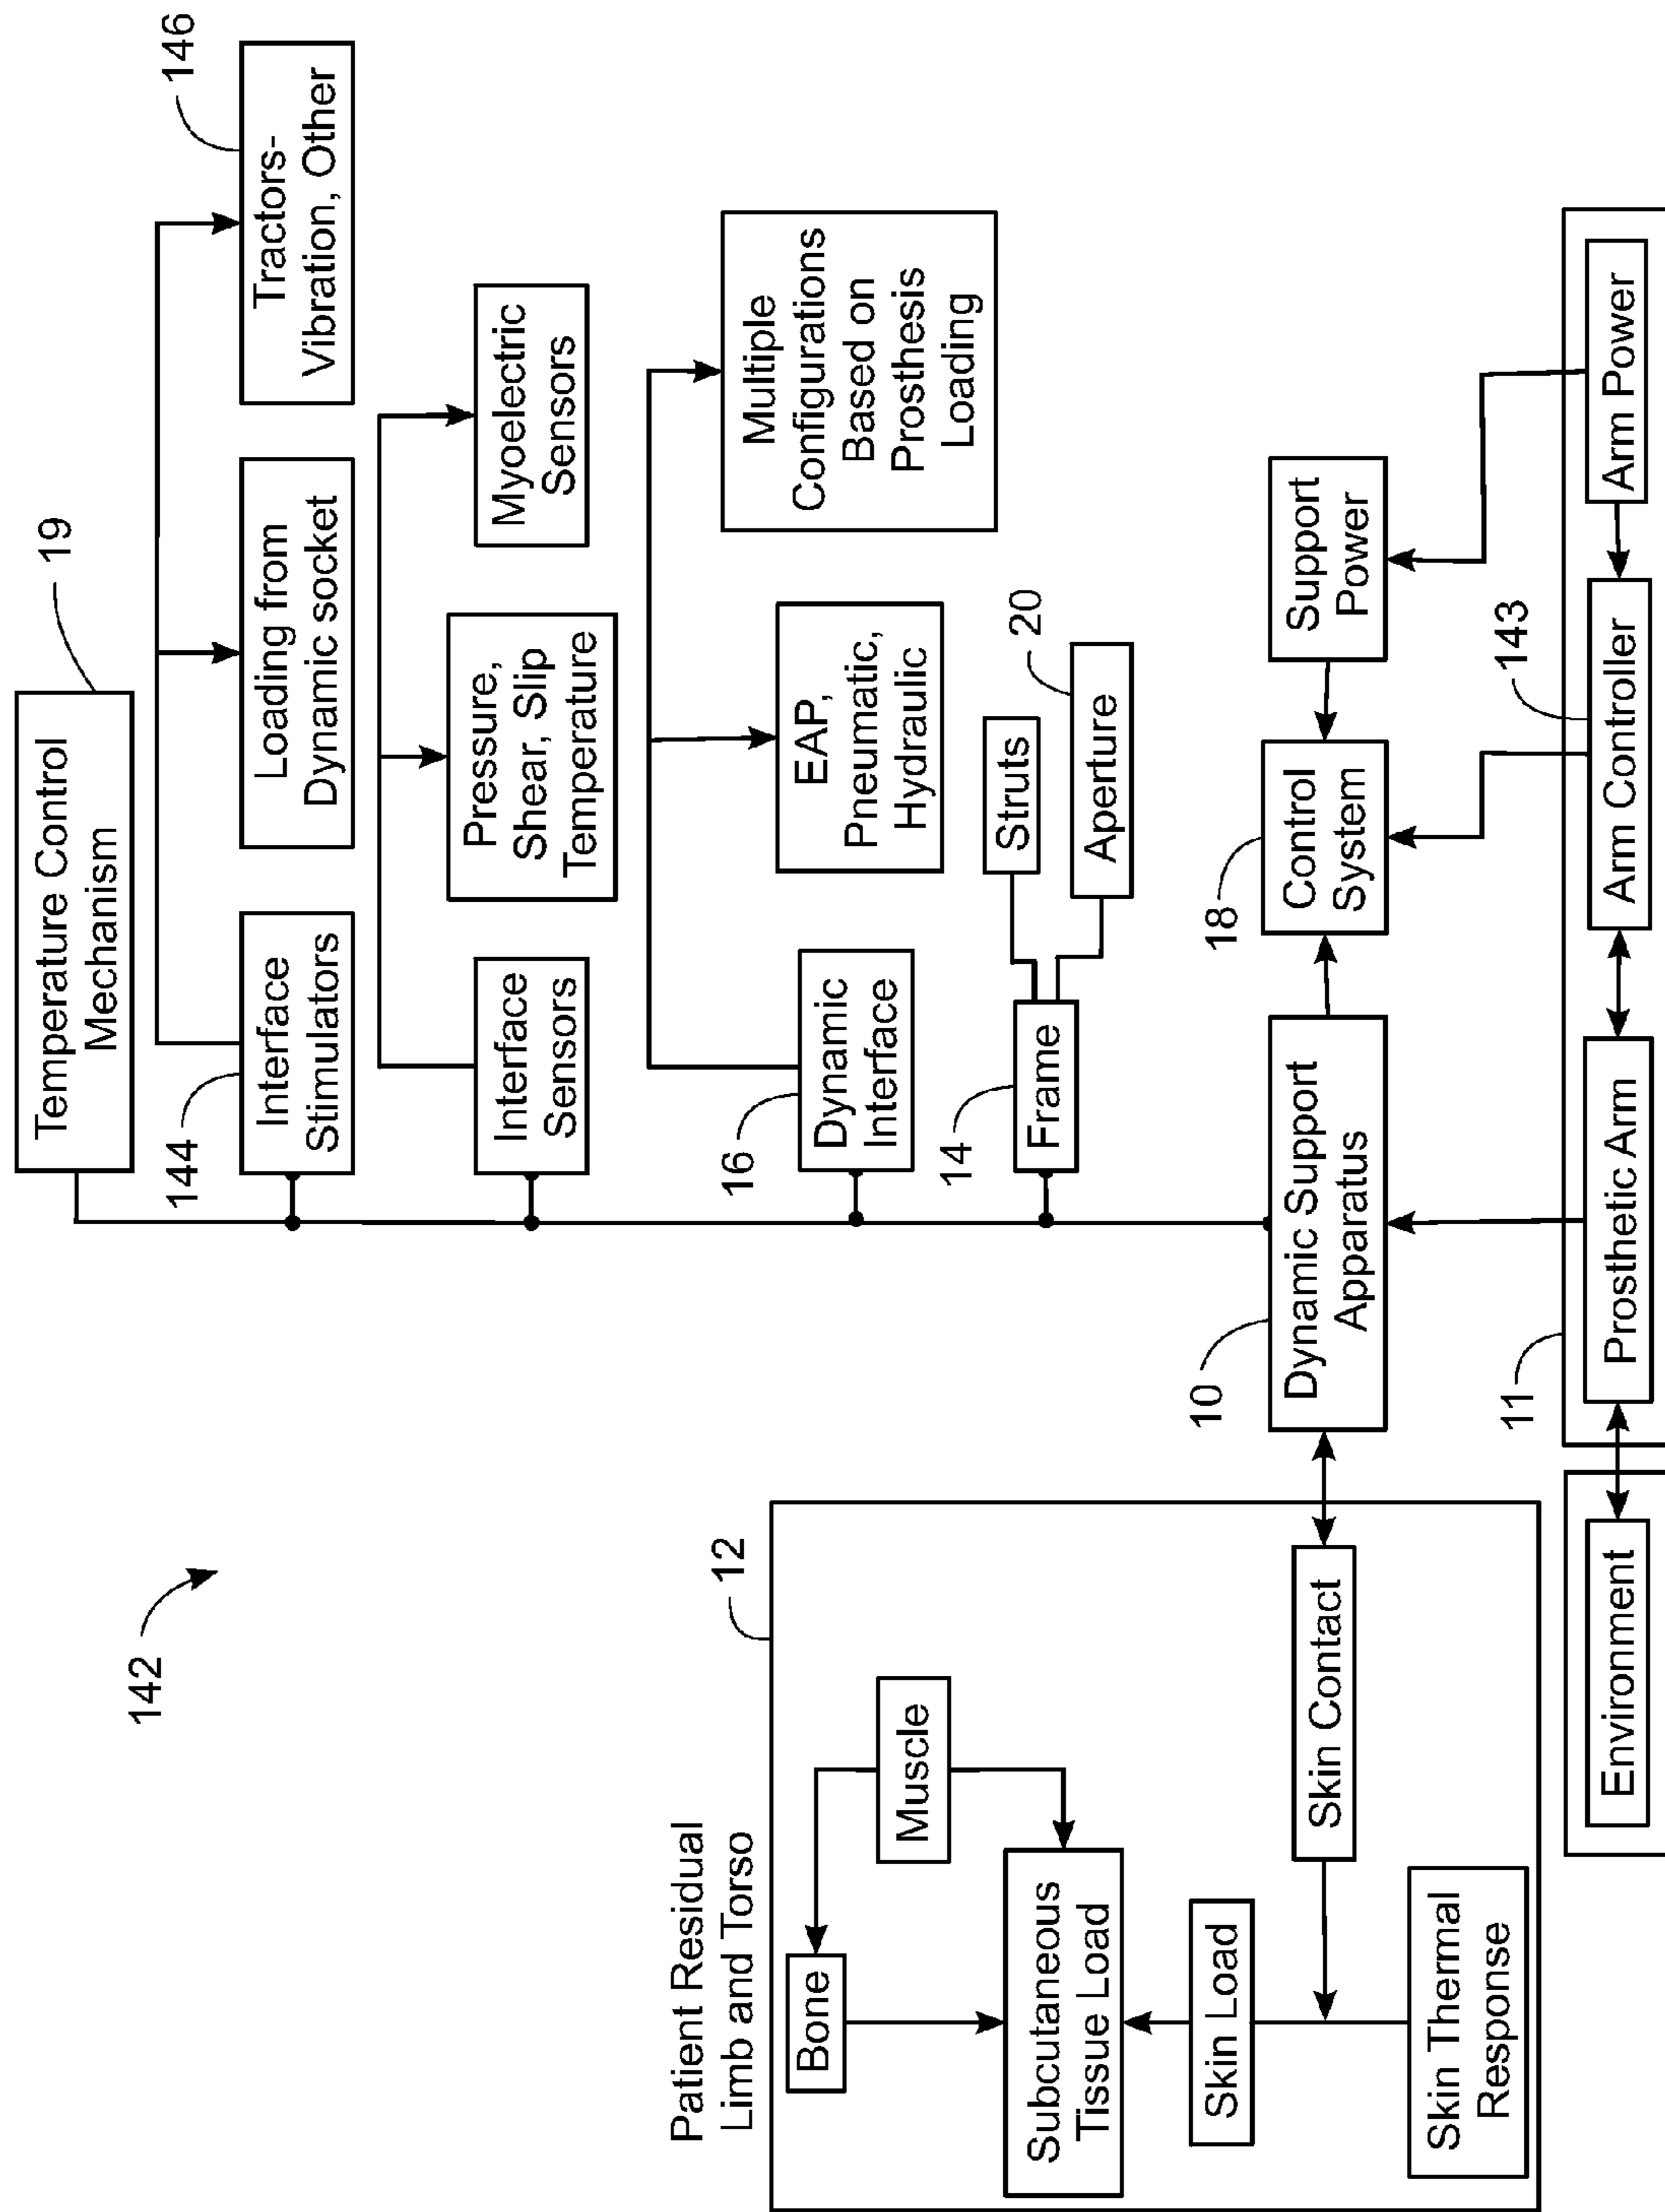 142
Temperature Control
Mechanism
19
144
Interface
Stimulators
Loading from
Dynamic socket
Tractors-
Vibration, Other
146
Interface
Sensors
Pressure,
Shear, Slip
Temperature
Myoelectric
Sensors
16
Dynamic
Interface
EAP,
Pneumatic,
Hydraulic
Multiple
Configurations
Based on
Prosthesis
Loading
14
Frame
Struts
Aperture
20
Patient Residual
Limb and Torso
12
Bone
Muscle
Subcutaneous
Tissue Load
Skin Load
Skin Contact
Skin Thermal
Response
10
Dynamic Support
Apparatus
18
Control
System
Support
Power
Environment
11
Prosthetic Arm
Arm Controller
143
Arm Power